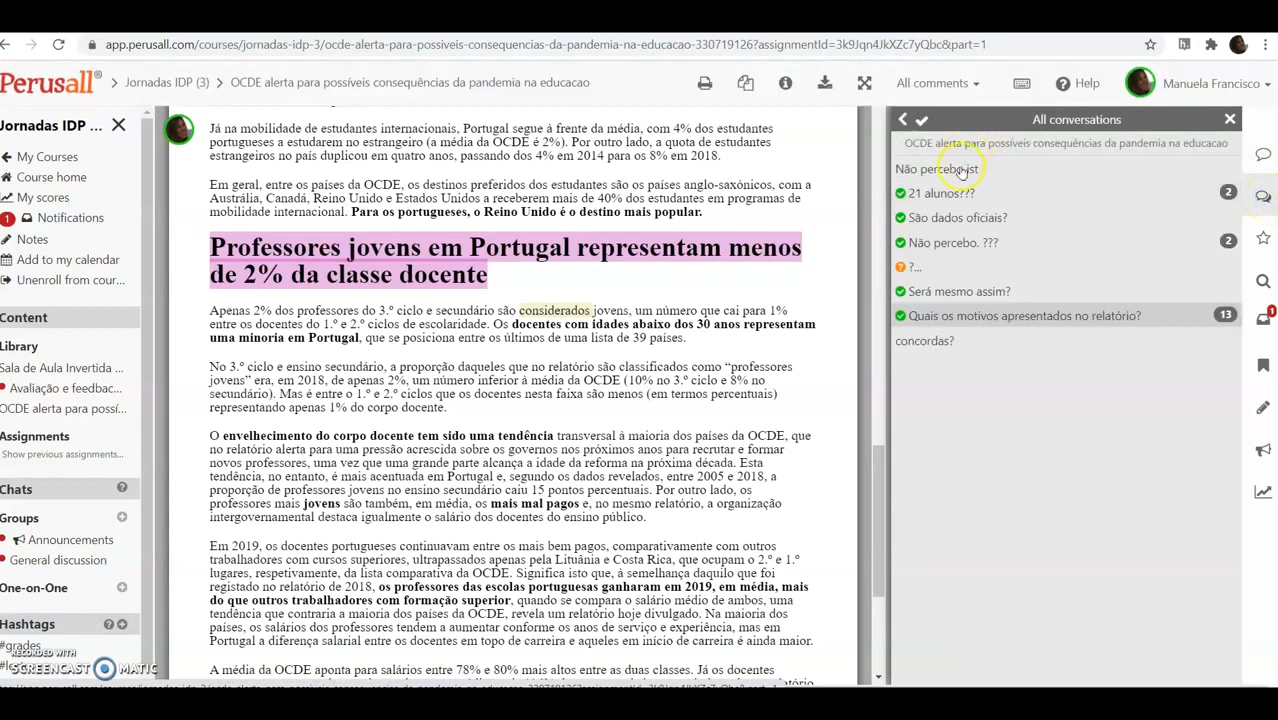 app.perusall.com/courses/jornadas-idp-3/ocde-alerta-para-possiveis-consequencias-da-pandemia-na-educacao-330719126?assignmentId=3k9Jqn4JkXZc7yQbc&part=1
Perusall®
Jornadas IDP (3)
OCDE alerta para possíveis consequências da pandemia na educacao
All comments
Help
Manuela Francisco
Jornadas IDP ...
My Courses
Course home
My scores
1 Notifications
Notes
Add to my calendar
Unenroll from cour...
Content
Library
Sala de Aula Invertida
Avaliação e feedbac...
OCDE alerta para possí...
Assignments
Show previous assignments...
Chats
Groups
Announcements
General discussion
One-on-One
Hashtags
#grades
RECORDED WITH
SCREENCAST MATIC
Já na mobilidade de estudantes internacionais, Portugal segue à frente da média, com 4% dos estudantes
portugueses a estudarem no estrangeiro (a média da OCDE é 2%). Por outro lado, a quota de estudantes
estrangeiros no país duplicou em quatro anos, passando dos 4% em 2014 para os 8% em 2018.
Em geral, entre os países da OCDE, os destinos preferidos dos estudantes são os países anglo-saxónicos, com a
Austrália, Canadá, Reino Unido e Estados Unidos a receberem mais de 40% dos estudantes em programas de
mobilidade internacional. Para os portugueses, o Reino Unido é o destino mais popular.
Professores jovens em Portugal representam menos
de 2% da classe docente
Apenas 2% dos professores do 3.º ciclo e secundário são considerados jovens, um número que cai para 1%
entre os docentes do 1.º e 2.º ciclos de escolaridade. Os docentes com idades abaixo dos 30 anos representam
uma minoria em Portugal, que se posiciona entre os últimos de uma lista de 39 países.
No 3.º ciclo e ensino secundário, a proporção daqueles que no relatório são classificados como “professores
jovens” era, em 2018, de apenas 2%, um número inferior à média da OCDE (10% no 3.º ciclo e 8% no
secundário). Mas é entre o 1.º e 2.º ciclos que os docentes nesta faixa são menos (em termos percentuais)
representando apenas 1% do corpo docente.
O envelhecimento do corpo docente tem sido uma tendência transversal à maioria dos países da OCDE, que
no relatório alerta para uma pressão acrescida sobre os governos nos próximos anos para recrutar e formar
novos professores, uma vez que uma grande parte alcança a idade da reforma na próxima década. Esta
tendência, no entanto, é mais acentuada em Portugal e, segundo os dados revelados, entre 2005 e 2018, a
proporção de professores jovens no ensino secundário caiu 15 pontos percentuais. Por outro lado, os
professores mais jovens são também, em média, os mais mal pagos e, no mesmo relatório, a organização
intergovernamental destaca igualmente o salário dos docentes do ensino público.
Em 2019, os docentes portugueses continuavam entre os mais bem pagos, comparativamente com outros
trabalhadores com cursos superiores, ultrapassados apenas pela Lituânia e Costa Rica, que ocupam o 2.º e 1.º
lugares, respetivamente, da lista comparativa da OCDE. Significa isto que, à semelhança daquilo que foi
registado no relatório de 2018, os professores das escolas portuguesas ganharam em 2019, em média, mais
do que outros trabalhadores com formação superior, quando se compara o salário médio de ambos, uma
tendência que contraria a maioria dos países da OCDE, revela um relatório hoje divulgado. Na maioria dos
países, os salários dos professores tendem a aumentar conforme os anos de serviço e experiência, mas em
Portugal a diferença salarial entre os docentes em topo de carreira e aqueles em inicio de carreira é ainda maior.
A média da OCDE aponta para salários entre 78% e 80% mais altos entre as duas classes. Já os docentes
All conversations
OCDE alerta para possíveis consequências da pandemia na educacao
Não percebo ist
21 alunos??? 2
São dados oficiais?
Não percebo. ??? 2
?...
Será mesmo assim?
Quais os motivos apresentados no relatório? 13
concordas?
1